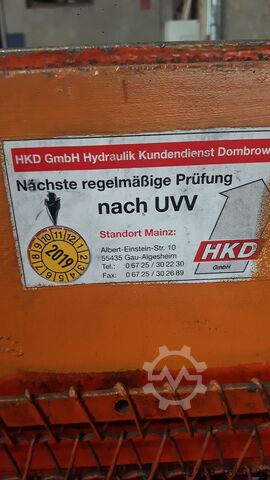 HKD GmbH Hydraulik Kundendienst Dombrow
Nächste regelmäßige Prüfung
nach UVV
Standort Mainz:
Albert-Einstein-Str. 10
55435 Gau-Algesheim
Tel.: 0 67 25 / 30 22 30
Fax: 0 67 25 / 30 26 89
HKD
GmbH
10 11 12 1 2 3 4 5 6 7 8 9
2019